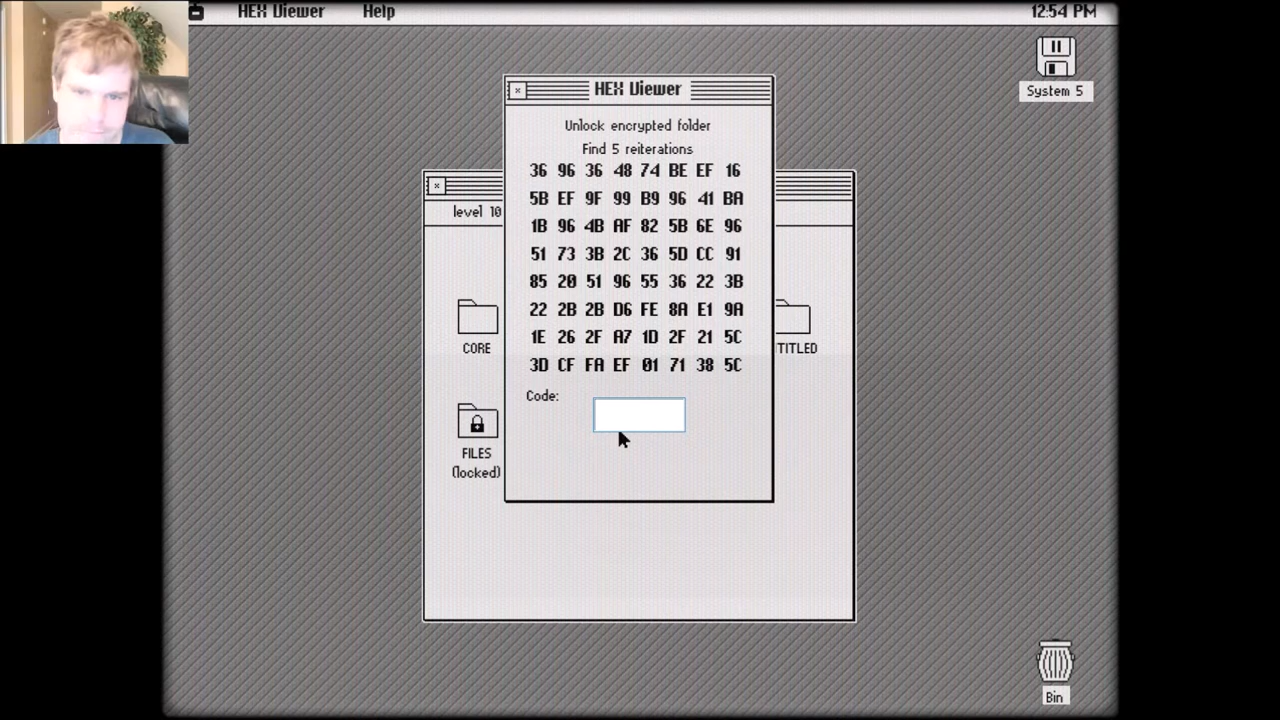 HEX Viewer Help 12:54 PM
System 5
HEX Viewer
Unlock encrypted folder
Find 5 reiterations
36 96 36 48 74 BE EF 16
5B EF 9F 99 B9 96 41 BA
1B 96 4B AF 82 5B 6E 96
51 73 3B 2C 36 5D CC 91
85 20 51 96 55 36 22 3B
22 2B 2B D6 FE 8A E1 9A
1E 26 2F A7 1D 2F 21 5C
3D CF FA EF 01 71 38 5C
Code:
level 10
CORE
TITLED
FILES
(locked)
Bin